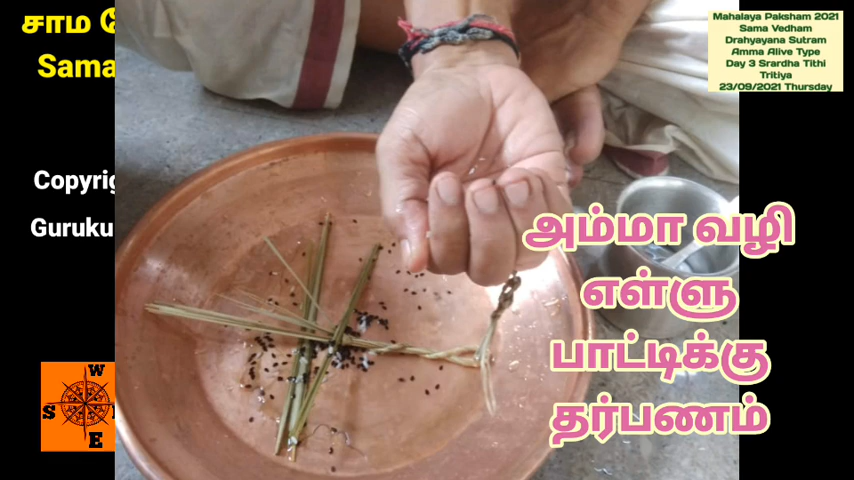 சாம
Sama
Copyrig
Guruku
W
S
E
Mahalaya Paksham 2021
Sama Vedham
Drahyayana Sutram
Amma Alive Type
Day 3 Srardha Tithi
Tritiya
23/09/2021 Thursday
அம்மா வழி
எள்ளு
பாட்டிக்கு
தர்பணம்